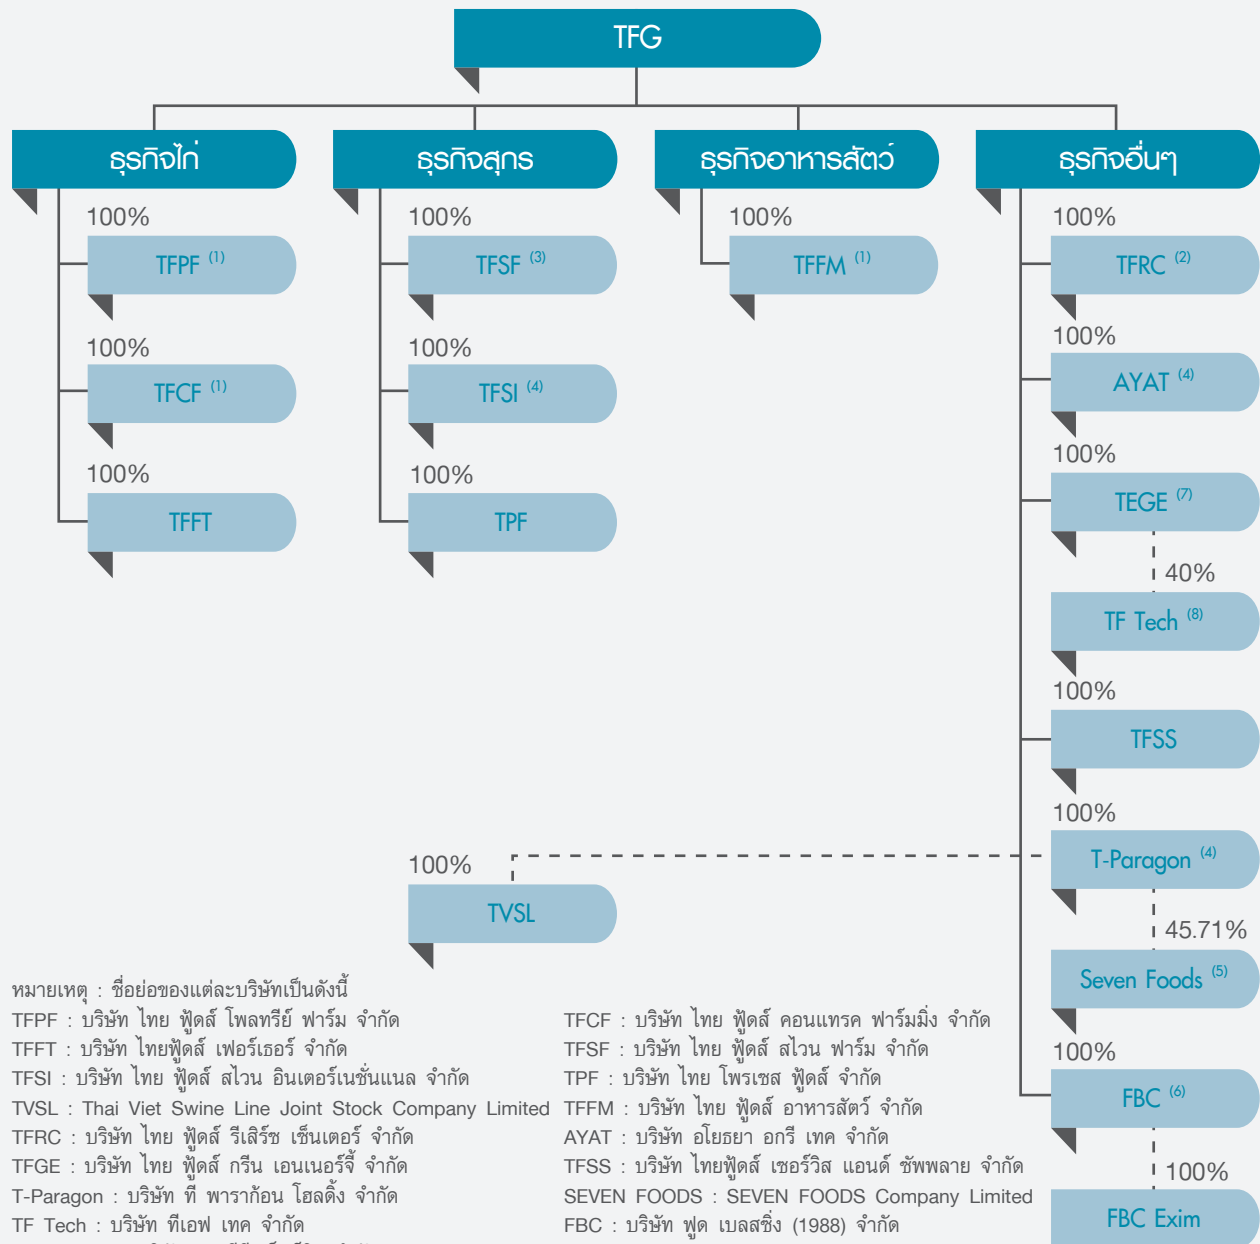 TFG
ธุรกิจไก่ ธุรกิจสุกร ธุรกิจอาหารสัตว์ ธุรกิจอื่นๆ
100% 100% 100% 100%
TFPF (1) TFSF (3) TFFM (1) TFRC (2)
100% 100% 100%
TFCF (1) TFSI (4) AYAT (4)
100% 100% 100%
TFFT TPF TEGE (7)
40%
TF Tech (8)
100%
TFSS
100%
T-Paragon (4)
100%
TVSL
45.71%
Seven Foods (5)
100%
FBC (6)
100%
FBC Exim
หมายเหตุ : ชื่อย่อของแต่ละบริษัทเป็นดังนี้
TFPF : บริษัท ไทย ฟู้ดส์ โพลทรีย์ ฟาร์ม จำกัด
TFFT : บริษัท ไทยฟู้ดส์ เฟอร์เธอร์ จำกัด
TFSI : บริษัท ไทย ฟู้ดส์ สไวน อินเตอร์เนชั่นแนล จำกัด
TVSL : Thai Viet Swine Line Joint Stock Company Limited
TFRC : บริษัท ไทย ฟู้ดส์ รีเสิร์ช เซ็นเตอร์ จำกัด
TFGE : บริษัท ไทย ฟู้ดส์ กรีน เอนเนอร์จี้ จำกัด
T-Paragon : บริษัท ที พาราก้อน โฮลดิ้ง จำกัด
TF Tech : บริษัท ทีเอฟ เทค จำกัด
TFCF : บริษัท ไทย ฟู้ดส์ คอนแทรค ฟาร์มมิ่ง จำกัด
TFSF : บริษัท ไทย ฟู้ดส์ สไวน ฟาร์ม จำกัด
TPF : บริษัท ไทย โพรเซส ฟู้ดส์ จำกัด
TFFM : บริษัท ไทย ฟู้ดส์ อาหารสัตว์ จำกัด
AYAT : บริษัท อโยธยา อกรี เทค จำกัด
TFSS : บริษัท ไทยฟู้ดส์ เซอร์วิส แอนด์ ซัพพลาย จำกัด
SEVEN FOODS : SEVEN FOODS Company Limited
FBC : บริษัท ฟูด เบลสซิ่ง (1988) จำกัด